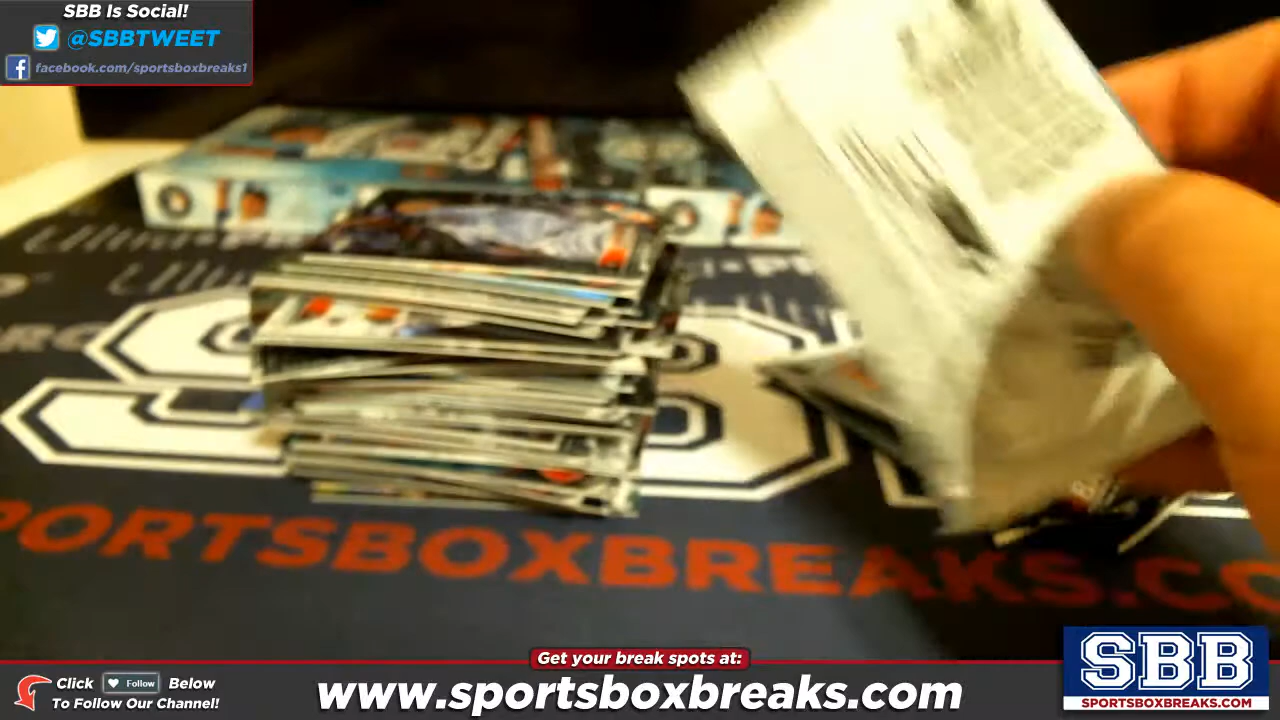 SBB Is Social!
@SBBTWEET
facebook.com/sportsboxbreaks1
SPORTSBOXBREAKS.CO
Get your break spots at:
Click Follow Below
To Follow Our Channel!
www.sportsboxbreaks.com
SBB
SPORTSBOXBREAKS.COM